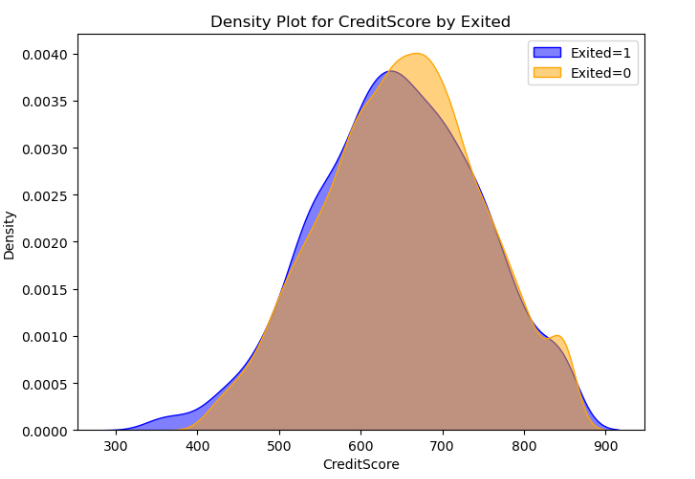 Density Plot for CreditScore by Exited
Exited=1
Exited=0
0.0040
0.0035
0.0030
0.0025
0.0020
0.0015
0.0010
0.0005
0.0000
Density
300 400 500 600 700 800 900
CreditScore